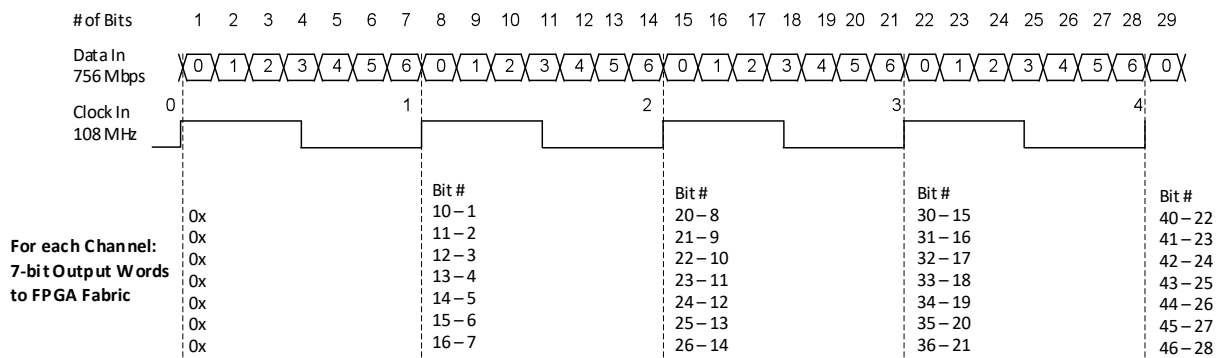 # of Bits 1 2 3 4 5 6 7 8 9 10 11 12 13 14 15 16 17 18 19 20 21 22 23 24 25 26 27 28 29
Data In
756 Mbps
0 1 2 3 4 5 6 0 1 2 3 4 5 6 0 1 2 3 4 5 6 0 1 2 3 4 5 6 0
Clock In
108 MHz
0 1 2 3 4
For each Channel:
7-bit Output Words
to FPGA Fabric
0x
0x
0x
0x
0x
0x
0x
Bit #
10 – 1
11 – 2
12 – 3
13 – 4
14 – 5
15 – 6
16 – 7
Bit #
20 – 8
21 – 9
22 – 10
23 – 11
24 – 12
25 – 13
26 – 14
Bit #
30 – 15
31 – 16
32 – 17
33 – 18
34 – 19
35 – 20
36 – 21
Bit #
40 – 22
41 – 23
42 – 24
43 – 25
44 – 26
45 – 27
46 – 28